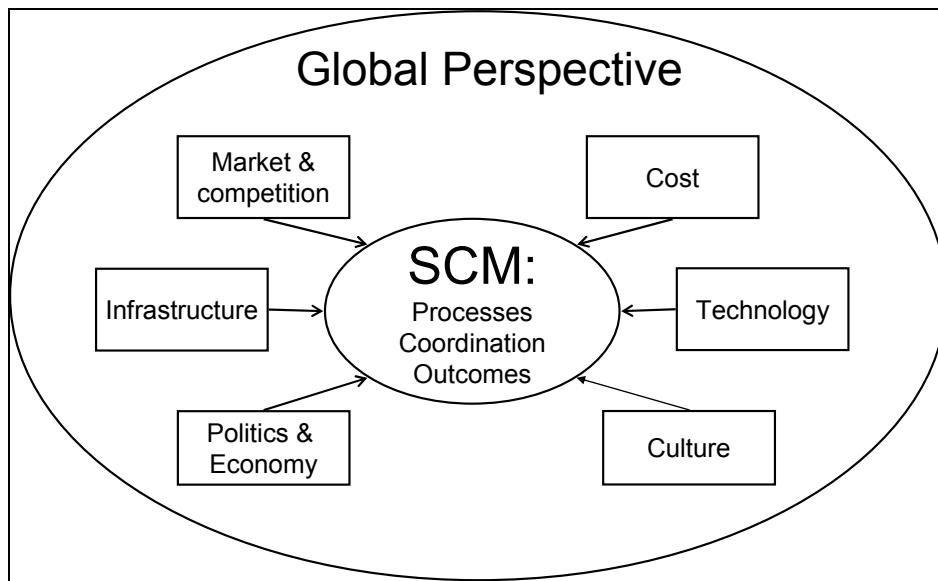 Global Perspective
Market &
competition
Cost
SCM:
Processes
Coordination
Outcomes
Infrastructure
Technology
Politics &
Economy
Culture